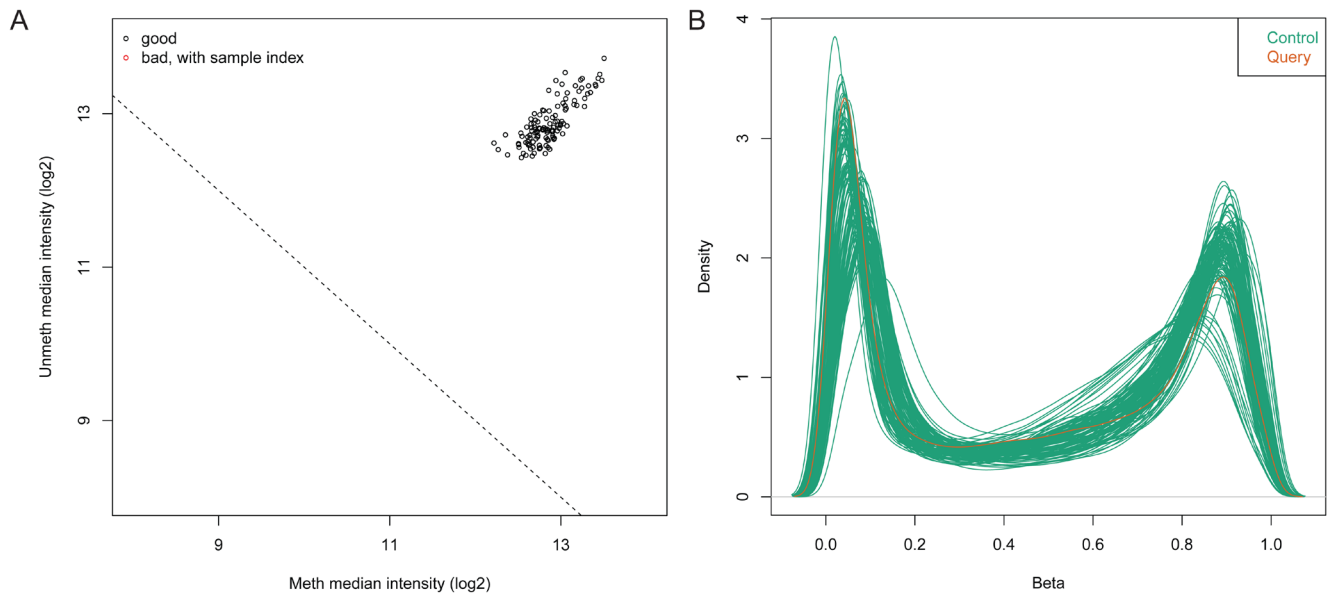 A
good
bad, with sample index
13
11
9
Unmeth median intensity (log2)
9
11
13
Meth median intensity (log2)
B
Control
Query
4
3
2
1
0
Density
0.0
0.2
0.4
0.6
0.8
1.0
Beta